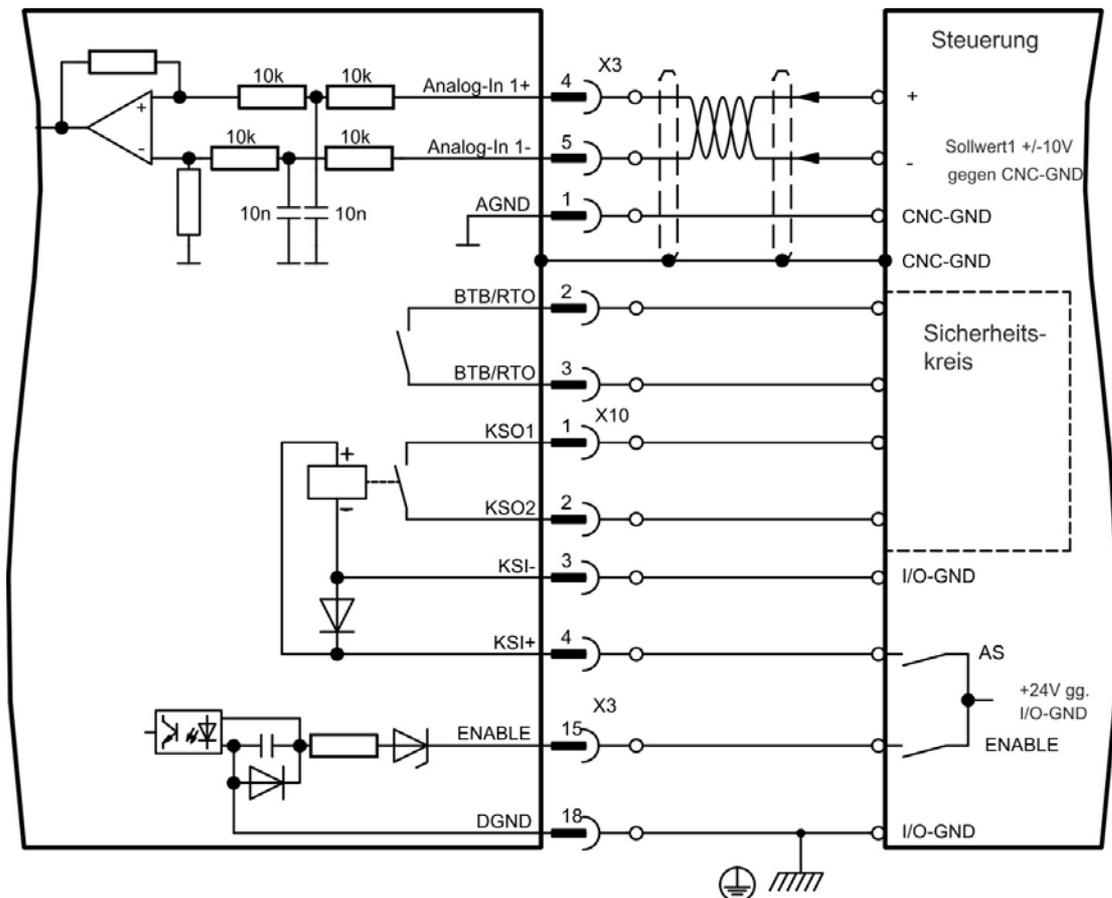 Steuerung
X3
10k
10k
Analog-In 1+
4
+
+
10k
10k
Analog-In 1-
5
-
-
Sollwert1 +/-10V
gegen CNC-GND
10n
10n
AGND
1
CNC-GND
CNC-GND
BTB/RTO
2
Sicherheits-
kreis
BTB/RTO
3
X10
KSO1
1
+
-
KSO2
2
KSI-
3
I/O-GND
KSI+
4
AS
+24V gg.
I/O-GND
X3
ENABLE
15
ENABLE
DGND
18
I/O-GND